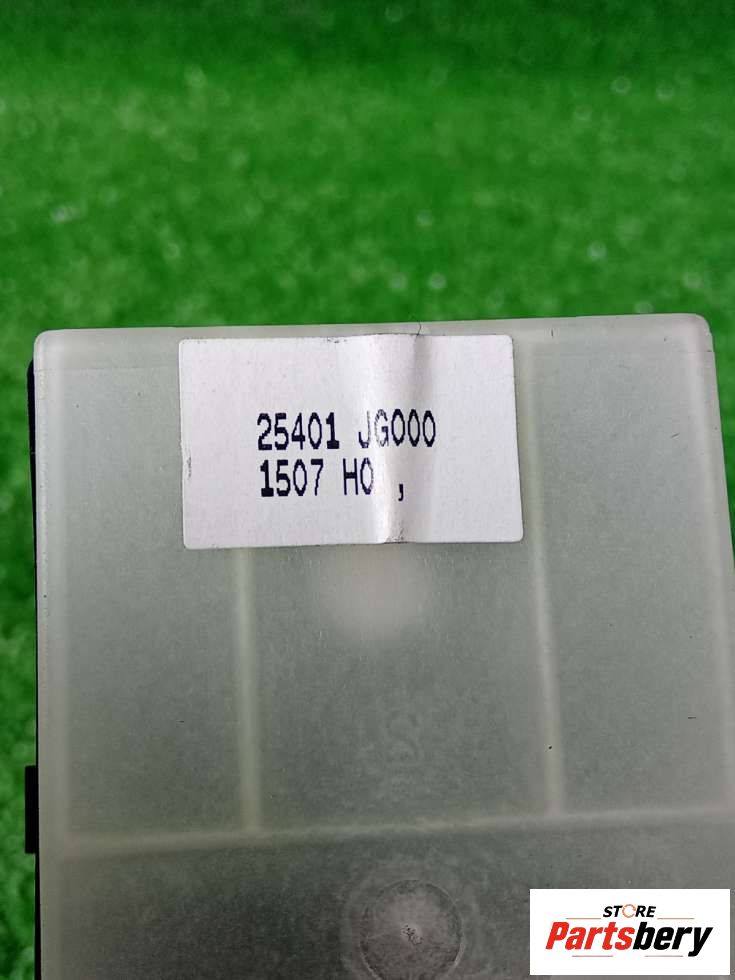 25401 JG000
1507 H0 ,
STORE
Partsbery